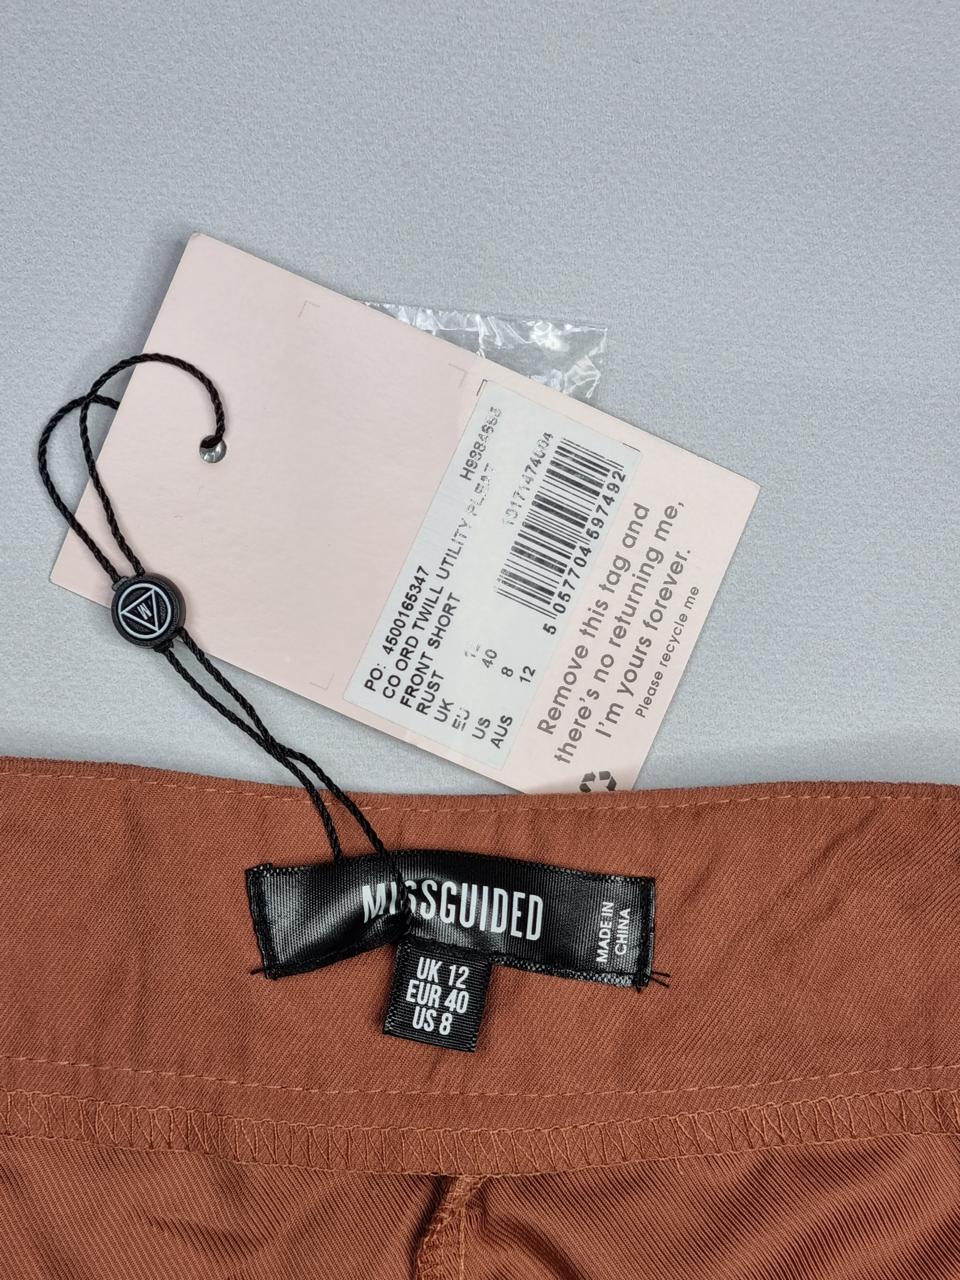 PO: 4500165347
CO ORD TWILL UTILITY PLEAT
FRONT SHORT
RUST
UK 12
EU 40
US 8
AUS 12
5 057704 597492
Remove this tag and
there's no returning me,
I'm yours forever.
Please recycle me
M
MISSGUIDED
MADE IN
CHINA
UK 12
EUR 40
US 8